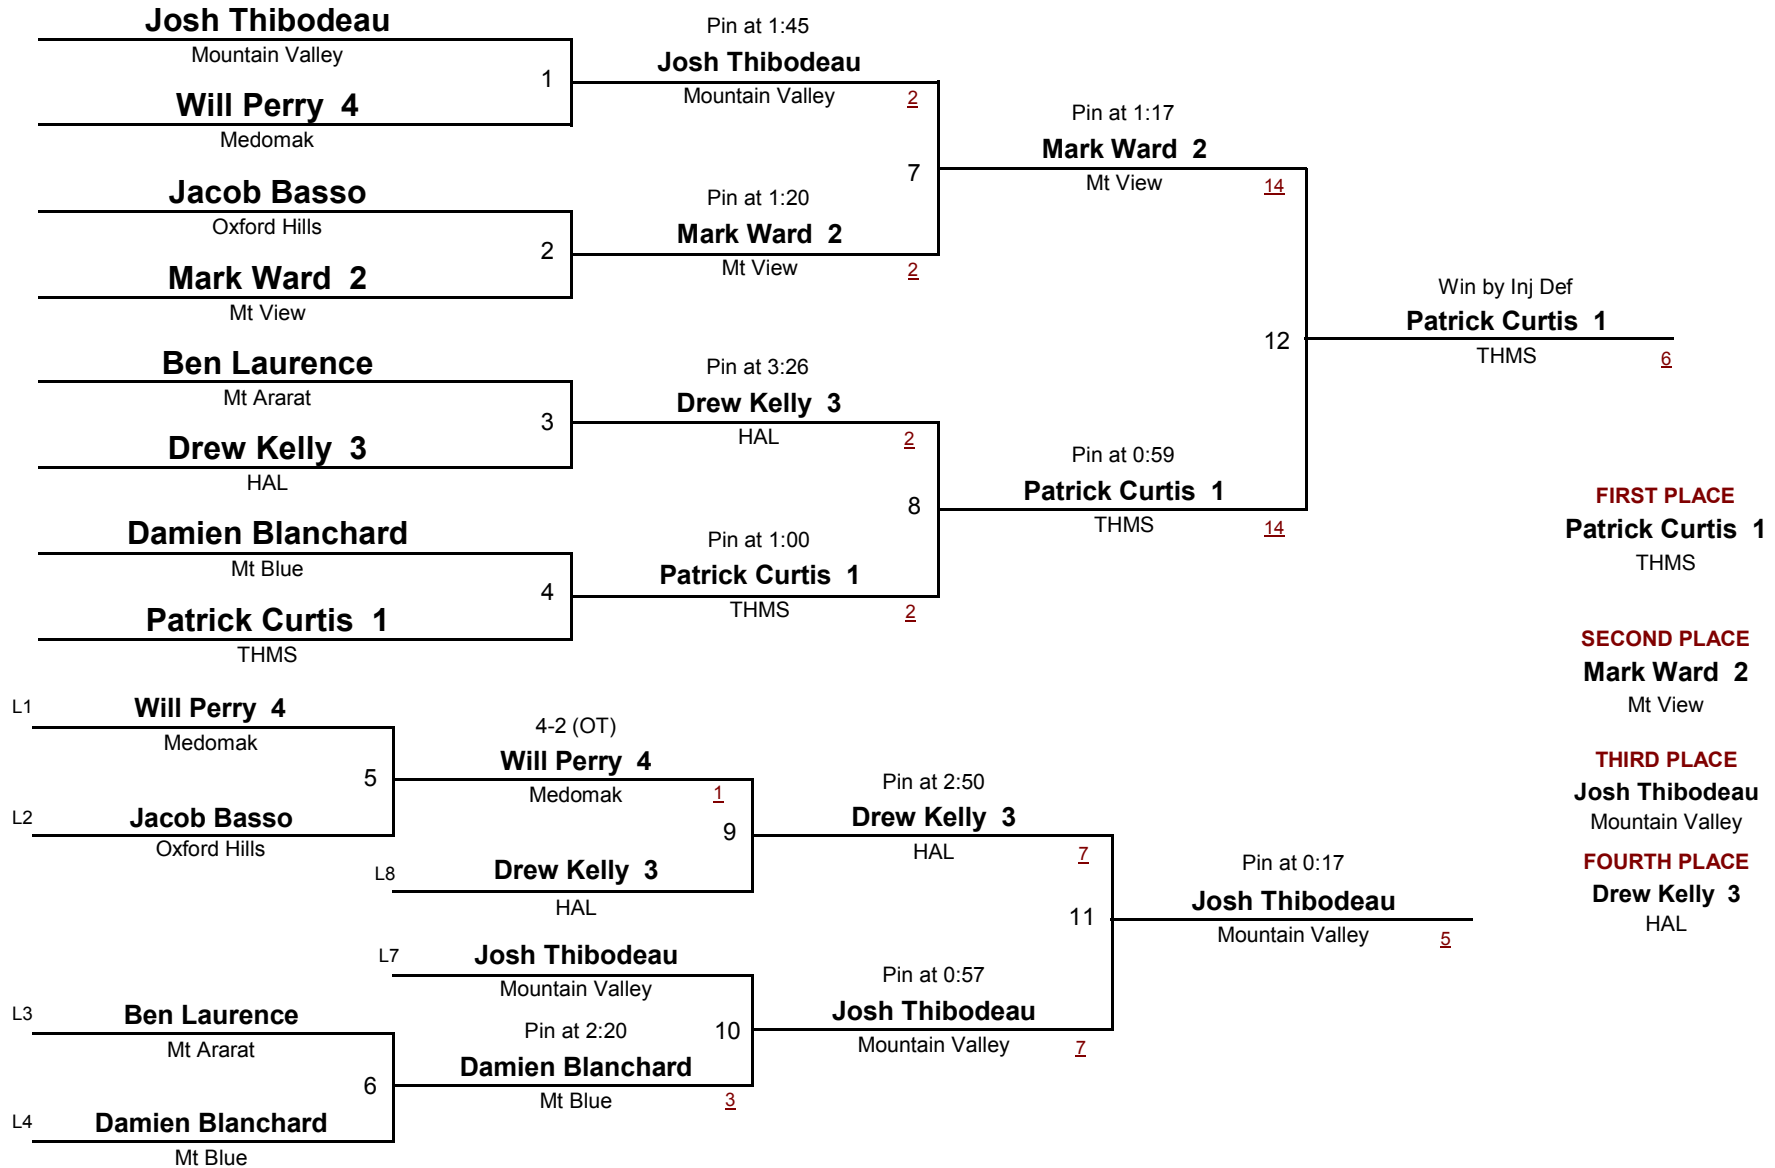 Josh Thibodeau
Mountain Valley
1
Will Perry 4
Medomak
Jacob Basso
Oxford Hills
2
Mark Ward 2
Mt View
Ben Laurence
Mt Ararat
3
Drew Kelly 3
HAL
Damien Blanchard
Mt Blue
4
Patrick Curtis 1
THMS
Pin at 1:45
Josh Thibodeau
Mountain Valley 2
7
Pin at 1:20
Mark Ward 2
Mt View 2
Pin at 3:26
Drew Kelly 3
HAL 2
8
Pin at 1:00
Patrick Curtis 1
THMS 2
Pin at 1:17
Mark Ward 2
Mt View 14
12
Pin at 0:59
Patrick Curtis 1
THMS 14
Win by Inj Def
Patrick Curtis 1
THMS 6
FIRST PLACE
Patrick Curtis 1
THMS
SECOND PLACE
Mark Ward 2
Mt View
THIRD PLACE
Josh Thibodeau
Mountain Valley
FOURTH PLACE
Drew Kelly 3
HAL
L1 Will Perry 4
Medomak
5
L2 Jacob Basso
Oxford Hills
4-2 (OT)
Will Perry 4
Medomak 1
9
L8 Drew Kelly 3
HAL
L7 Josh Thibodeau
Mountain Valley
10
L3 Ben Laurence
Mt Ararat
6
L4 Damien Blanchard
Mt Blue
Pin at 2:20
Damien Blanchard
Mt Blue 3
Pin at 2:50
Drew Kelly 3
HAL 7
11
Pin at 0:57
Josh Thibodeau
Mountain Valley 7
Pin at 0:17
Josh Thibodeau
Mountain Valley 5